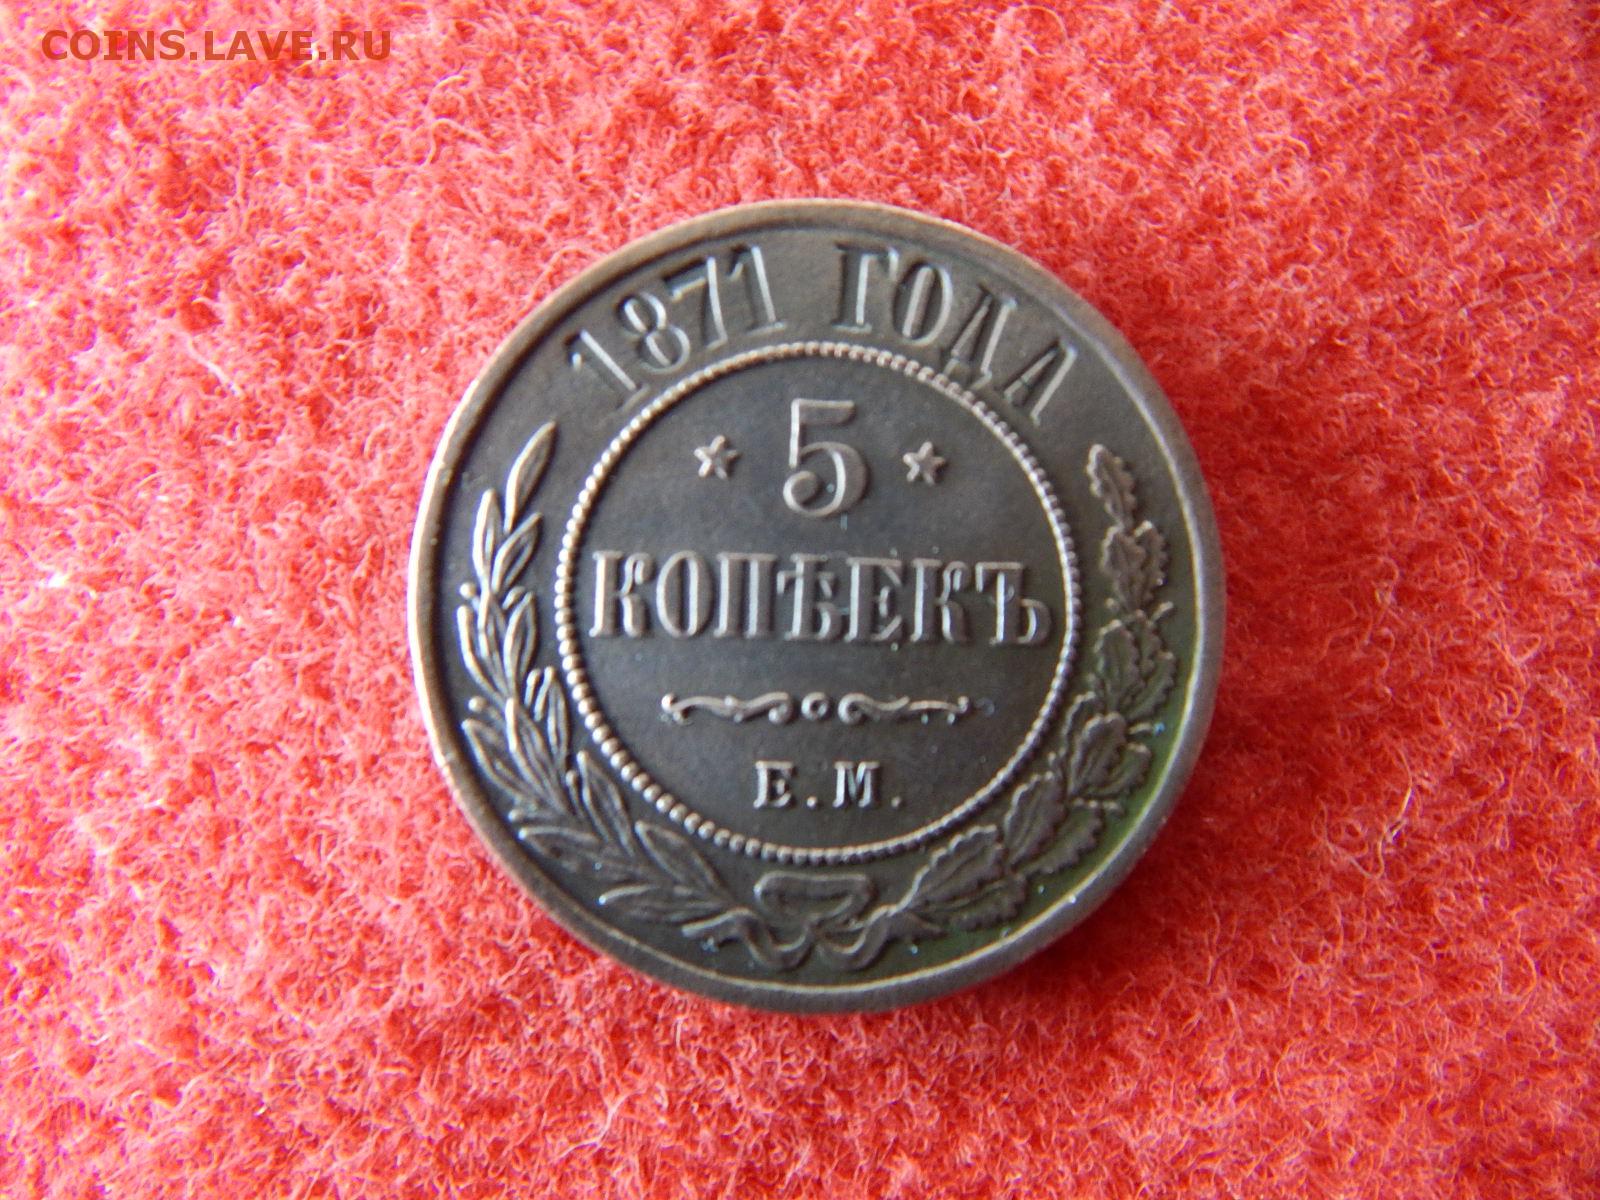 COINS.LAVE.RU
1871 ГОДА
* 5 *
КОПѢЕКЪ
Е.М.